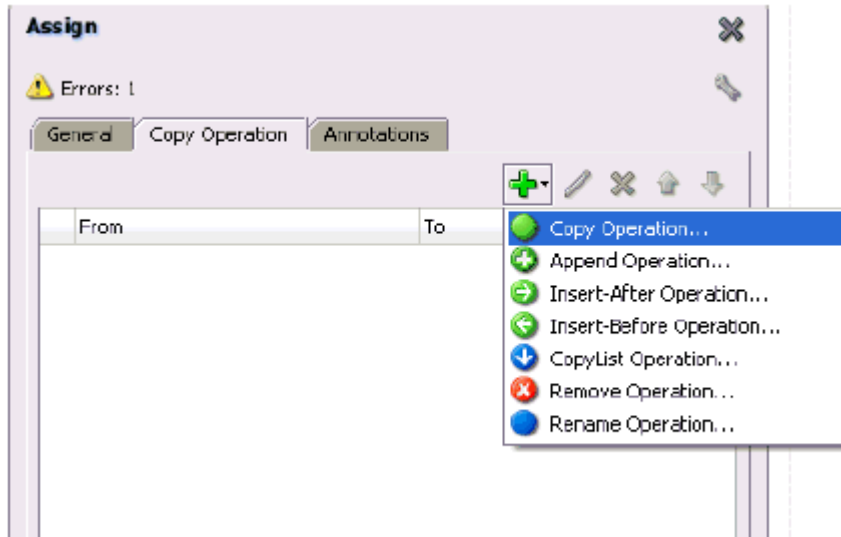 Assign
Errors: 1
General Copy Operation Annotations
From To
Copy Operation...
Append Operation...
Insert-After Operation...
Insert-Before Operation...
CopyList Operation...
Remove Operation...
Rename Operation...